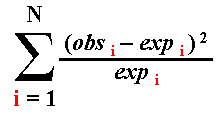 N
∑ (obs i – exp i)²
exp i
i = 1